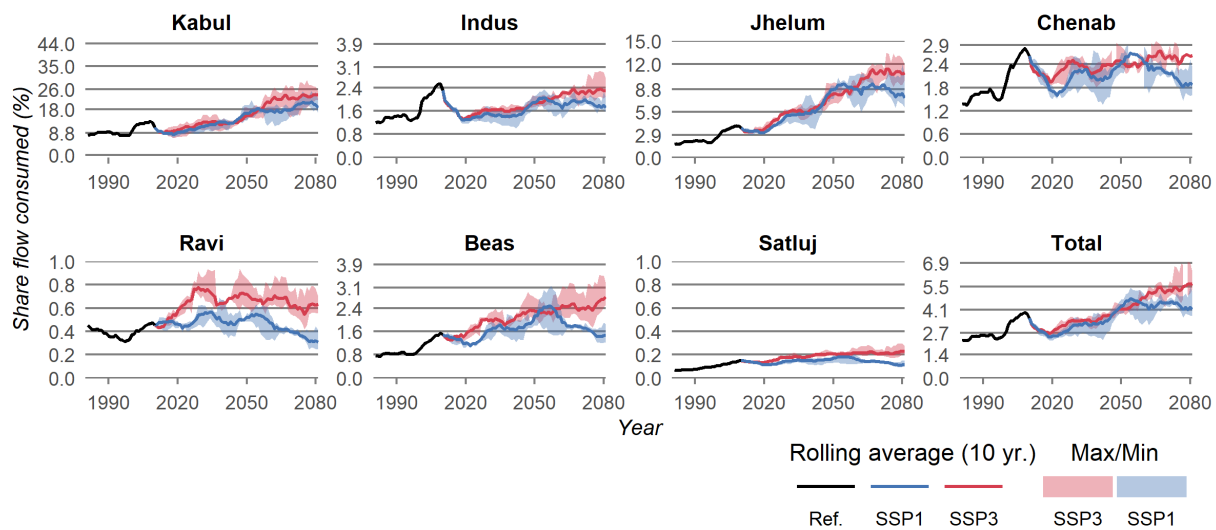 Share flow consumed (%)
Kabul
44.0
35.0
26.0
18.0
8.8
0.0
1990 2020 2050 2080
Indus
3.9
3.1
2.4
1.6
0.8
0.0
1990 2020 2050 2080
Jhelum
15.0
12.0
8.8
5.9
2.9
0.0
1990 2020 2050 2080
Chenab
2.9
2.4
1.8
1.2
0.6
0.0
1990 2020 2050 2080
Ravi
1.0
0.8
0.6
0.4
0.2
0.0
1990 2020 2050 2080
Beas
3.9
3.1
2.4
1.6
0.8
0.0
1990 2020 2050 2080
Satluj
1.0
0.8
0.6
0.4
0.2
0.0
1990 2020 2050 2080
Total
6.9
5.5
4.1
2.7
1.4
0.0
1990 2020 2050 2080
Year
Rolling average (10 yr.) Max/Min
Ref. SSP1 SSP3 SSP3 SSP1